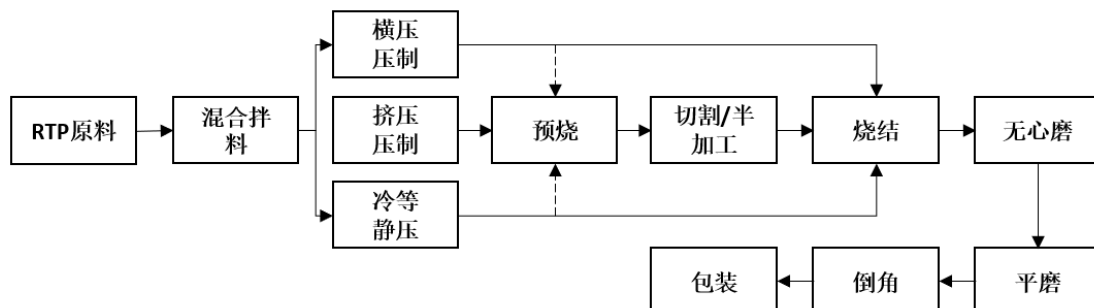 横压
压制
RTP原料
混合拌
料
挤压
压制
预烧
切割/半
加工
烧结
无心磨
冷等
静压
包装
倒角
平磨